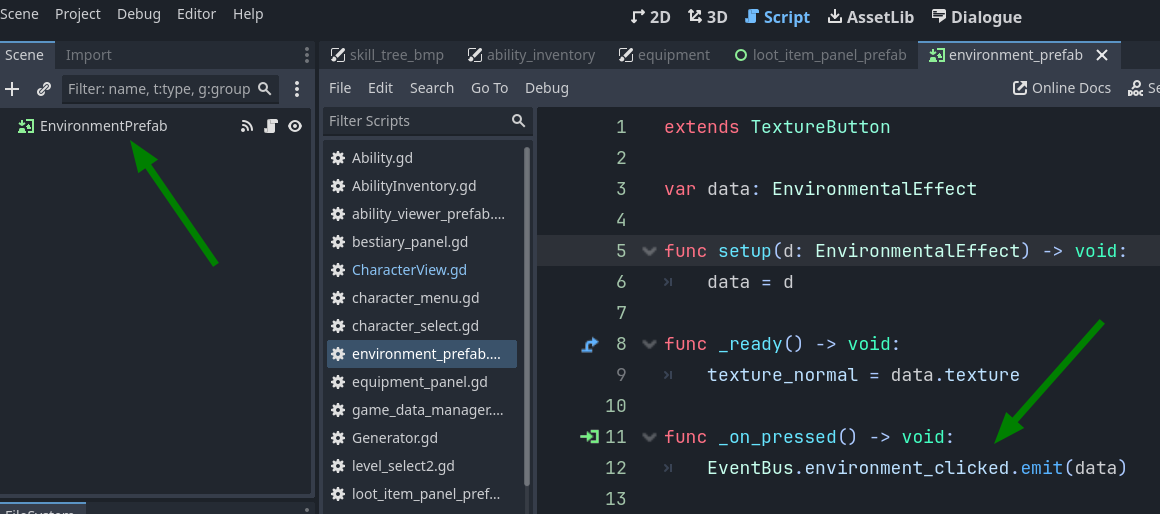 Scene Project Debug Editor Help
2D 3D Script AssetLib Dialogue
Scene Import
skill_tree_bmp ability_inventory equipment loot_item_panel_prefab environment_prefab
Filter: name, t:type, g:group
File Edit Search Go To Debug
Online Docs Se
EnvironmentPrefab
Filter Scripts
Ability.gd
AbilityInventory.gd
ability_viewer_prefab....
bestiary_panel.gd
CharacterView.gd
character_menu.gd
character_select.gd
environment_prefab....
equipment_panel.gd
game_data_manager....
Generator.gd
level_select2.gd
loot_item_panel_pref...
1 extends TextureButton
2
3 var data: EnvironmentalEffect
4
5 func setup(d: EnvironmentalEffect) -> void:
6 data = d
7
8 func _ready() -> void:
9 texture_normal = data.texture
10
11 func _on_pressed() -> void:
12 EventBus.environment_clicked.emit(data)
13
FileSystem